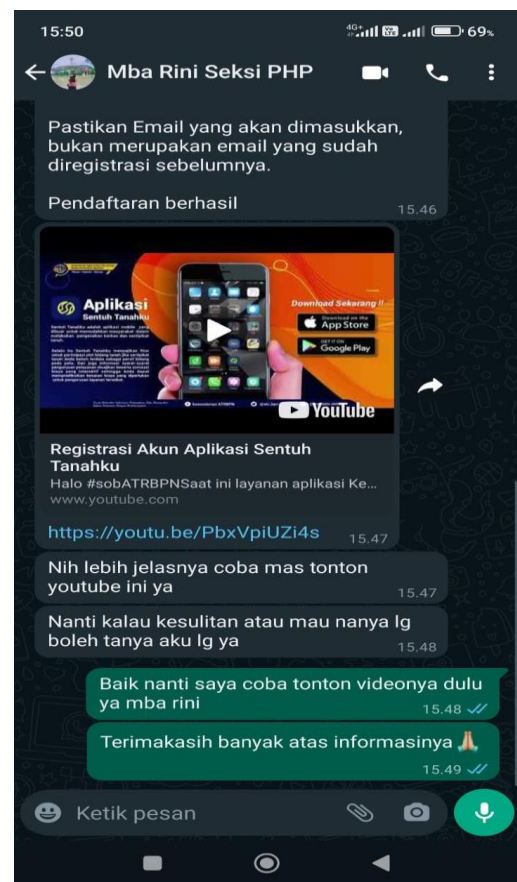 15:50
4G+
69%
Mba Rini Seksi PHP
Pastikan Email yang akan dimasukkan,
bukan merupakan email yang sudah
diregistrasi sebelumnya.
Pendaftaran berhasil
15.46
Aplikasi
Sentuh Tanahku
Download Sekarang !!
App Store
GET IT ON
Google Play
YouTube
Registrasi Akun Aplikasi Sentuh
Tanahku
Halo #sobATRBPNSaat ini layanan aplikasi Ke...
www.youtube.com
https://youtu.be/PbxVpiUZi4s
15.47
Nih lebih jelasnya coba mas tonton
youtube ini ya
15.47
Nanti kalau kesulitan atau mau nanya lg
boleh tanya aku lg ya
15.48
Baik nanti saya coba tonton videonya dulu
ya mba rini
15.48
Terimakasih banyak atas informasinya 🙏
15.49
Ketik pesan